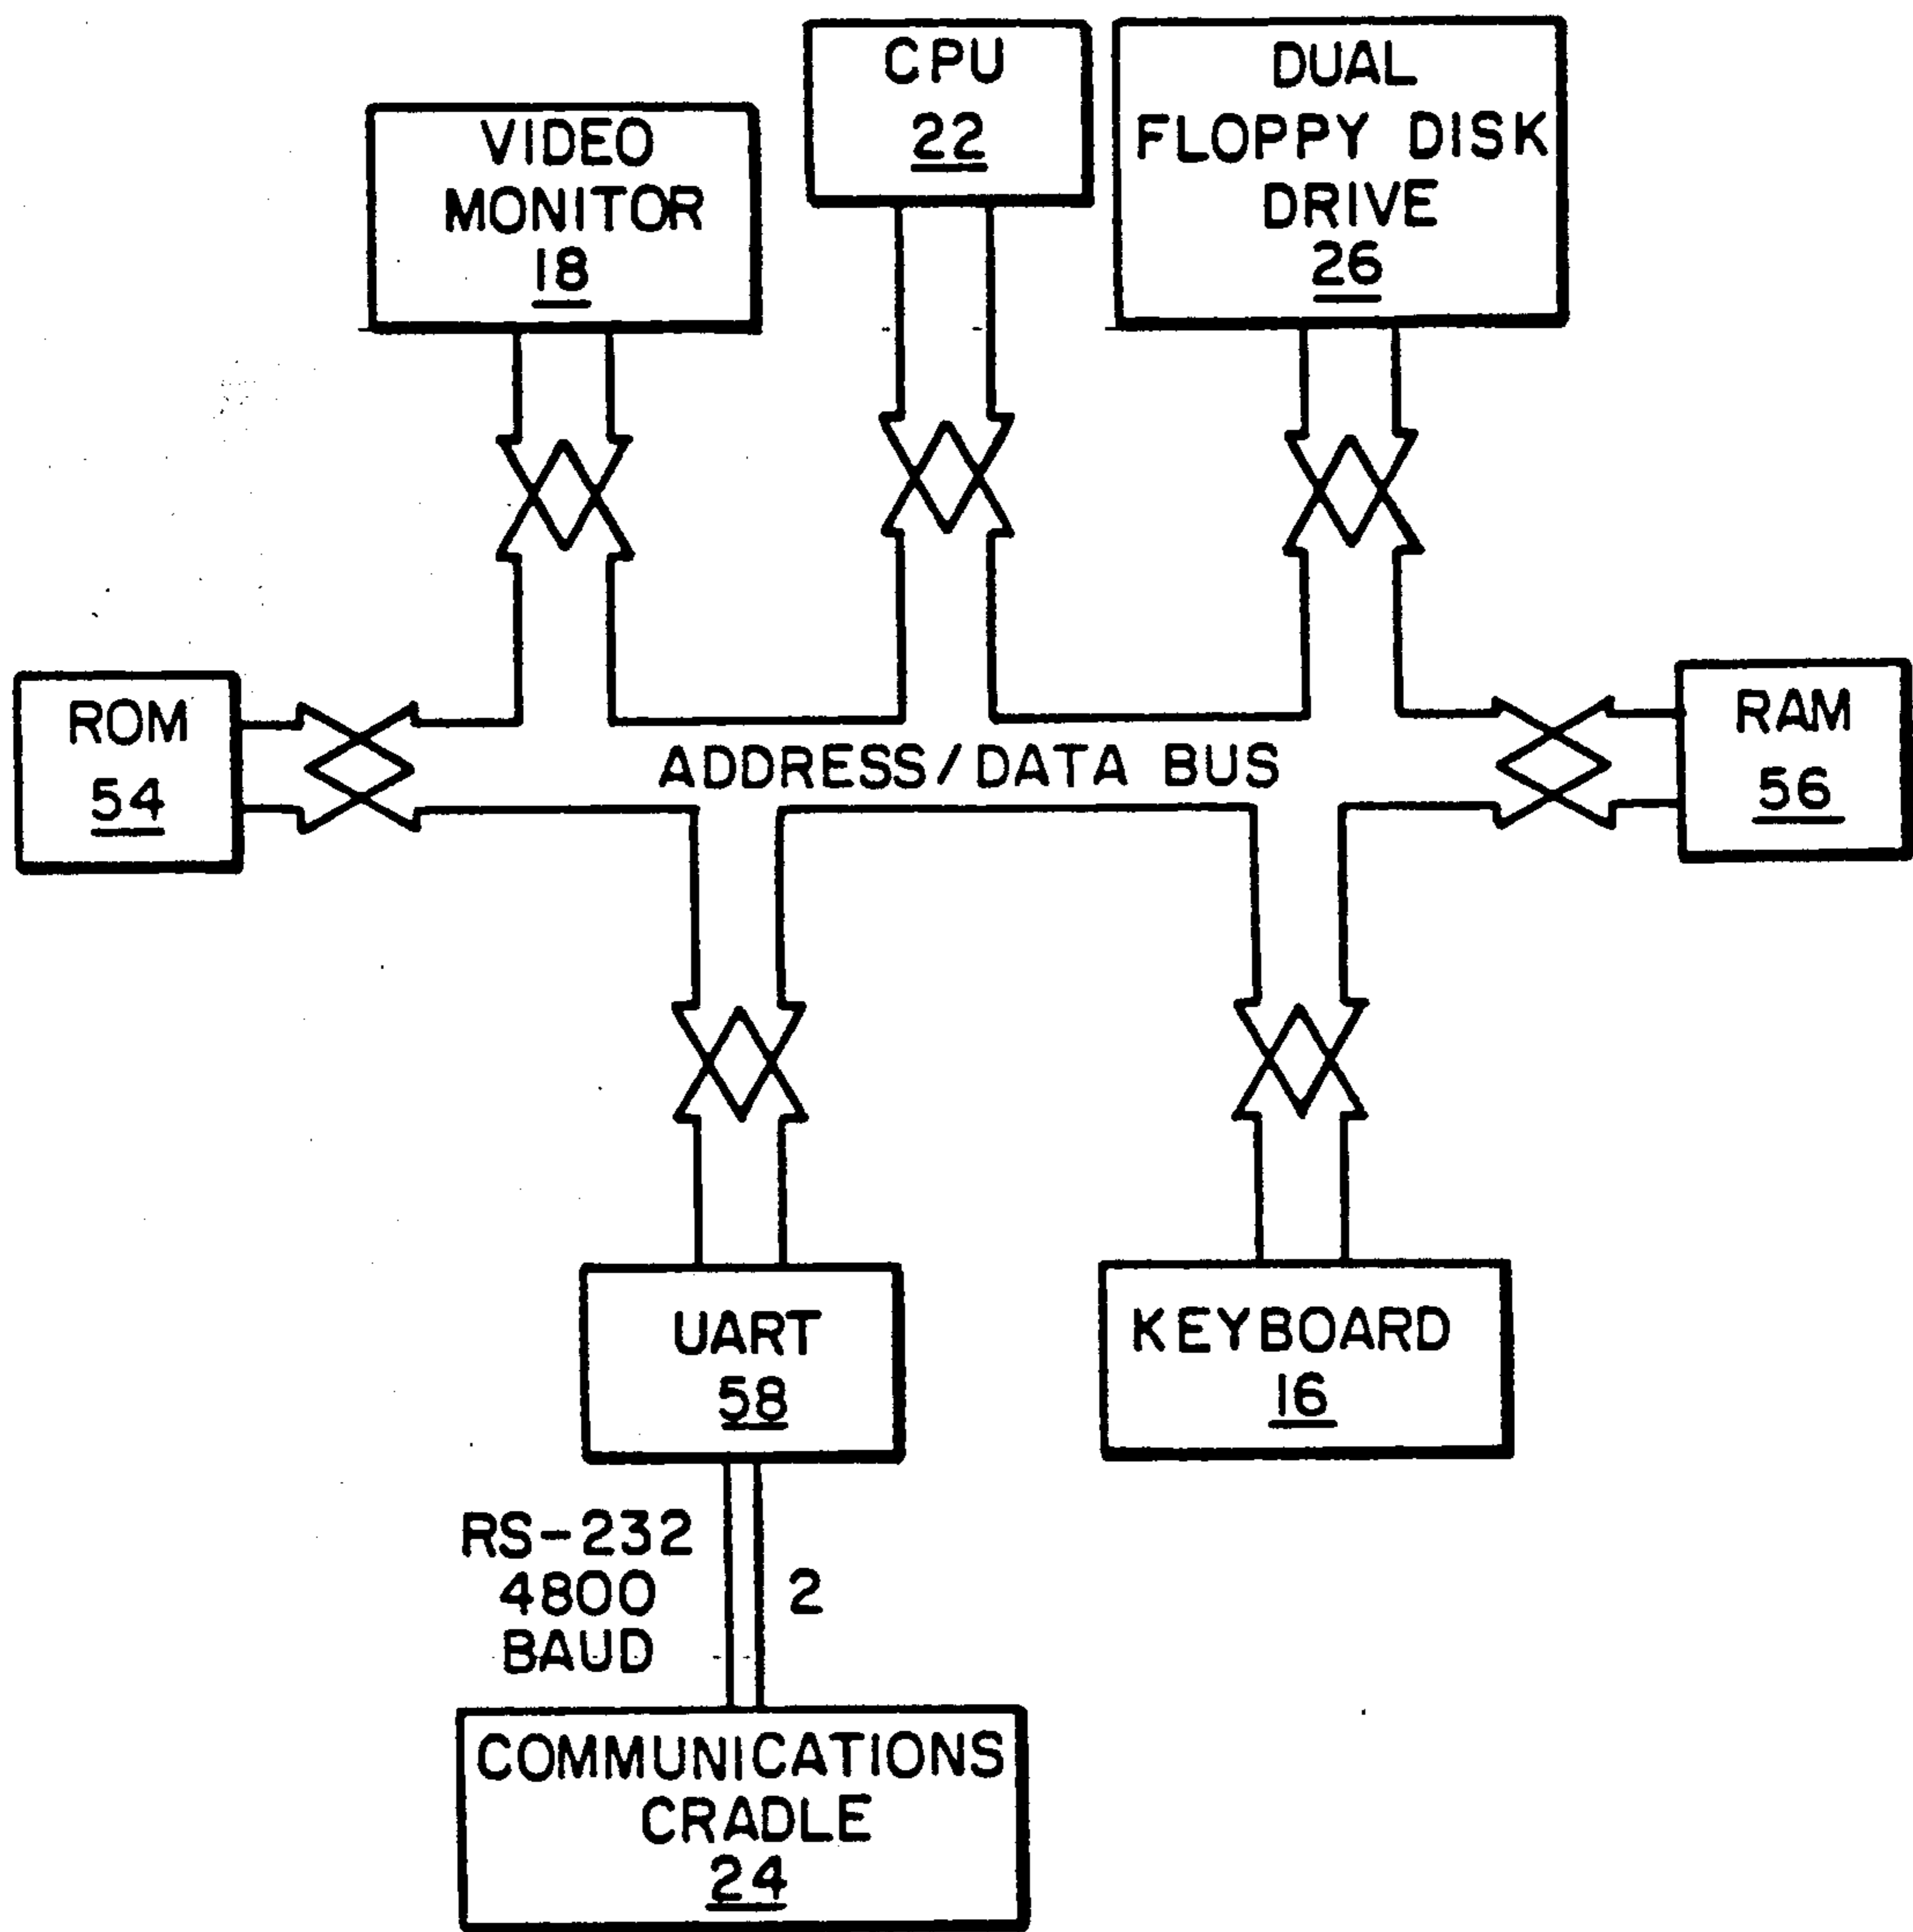 CPU
22
DUAL
FLOPPY DISK
DRIVE
26
VIDEO
MONITOR
18
ROM
54
ADDRESS/DATA BUS
RAM
56
UART
58
KEYBOARD
16
RS-232
4800
BAUD
2
COMMUNICATIONS
CRADLE
24